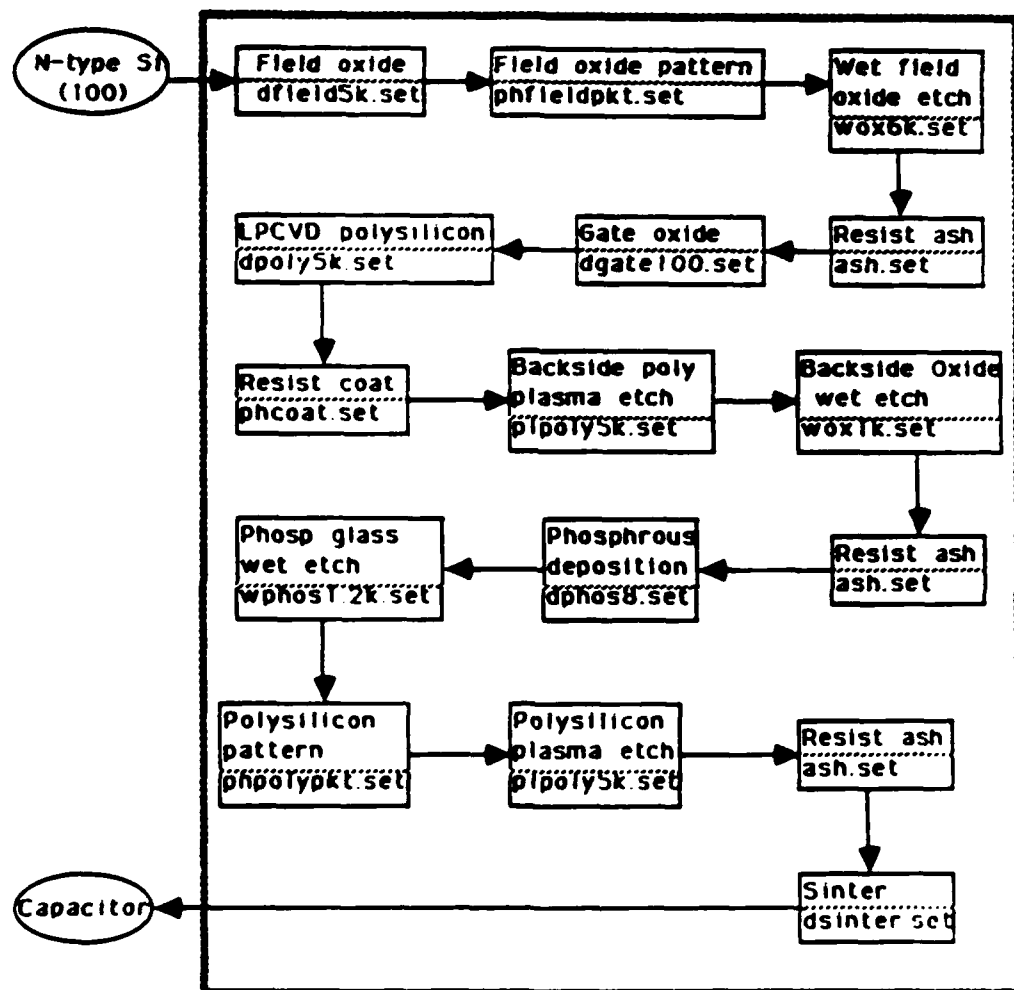 N-type Si
(100)
Field oxide
dfield5k.set
Field oxide pattern
phfieldpkt.set
Wet field
oxide etch
wox6k.set
LPCVD polysilicon
dpoly5k.set
Gate oxide
dgate100.set
Resist ash
ash.set
Resist coat
phcoat.set
Backside poly
plasma etch
plpoly5k.set
Backside Oxide
wet etch
wox1k.set
Phosp glass
wet etch
wphos1.2k.set
Phosphrous
deposition
dphos8.set
Resist ash
ash.set
Polysilicon
pattern
phpolypkt.set
Polysilicon
plasma etch
plpoly5k.set
Resist ash
ash.set
Capacitor
Sinter
dsinter.set